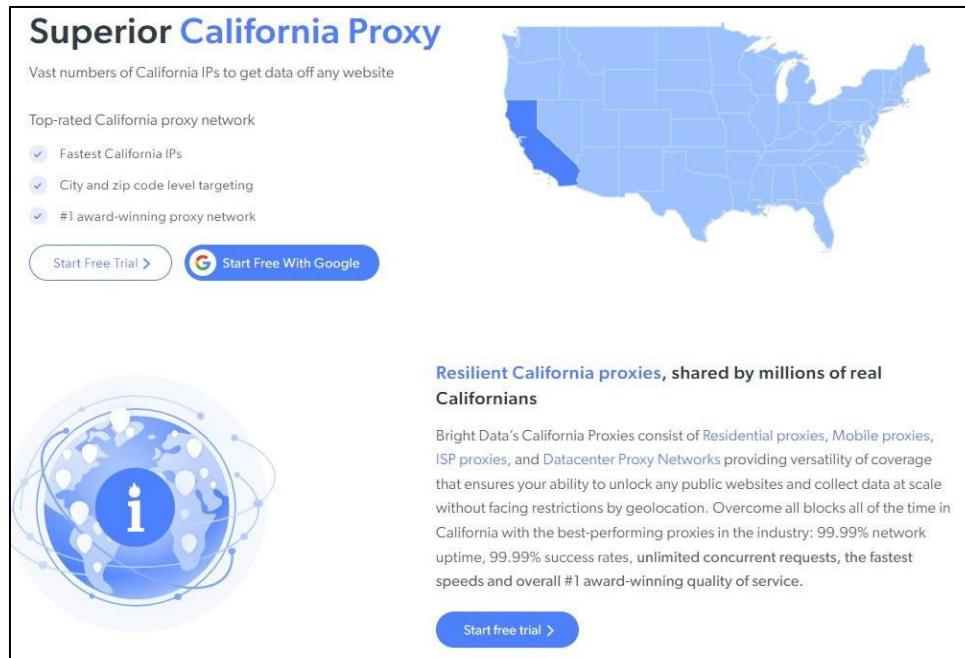 Superior California Proxy
Vast numbers of California IPs to get data off any website
Top-rated California proxy network
Fastest California IPs
City and zip code level targeting
#1 award-winning proxy network
Start Free Trial
Start Free With Google
Resilient California proxies, shared by millions of real
Californians
Bright Data's California Proxies consist of Residential proxies, Mobile proxies,
ISP proxies, and Datacenter Proxy Networks providing versatility of coverage
that ensures your ability to unlock any public websites and collect data at scale
without facing restrictions by geolocation. Overcome all blocks all of the time in
California with the best-performing proxies in the industry: 99.99% network
uptime, 99.99% success rates, unlimited concurrent requests, the fastest
speeds and overall #1 award-winning quality of service.
Start free trial